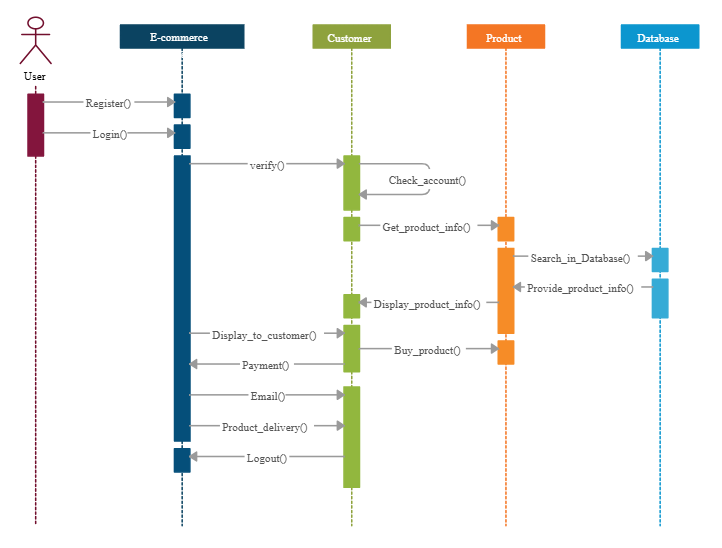 E-commerce
Customer
Product
Database
User
Register()
Login()
verify()
Check_account()
Get_product_info()
Search_in_Database()
Provide_product_info()
Display_product_info()
Display_to_customer()
Buy_product()
Payment()
Email()
Product_delivery()
Logout()